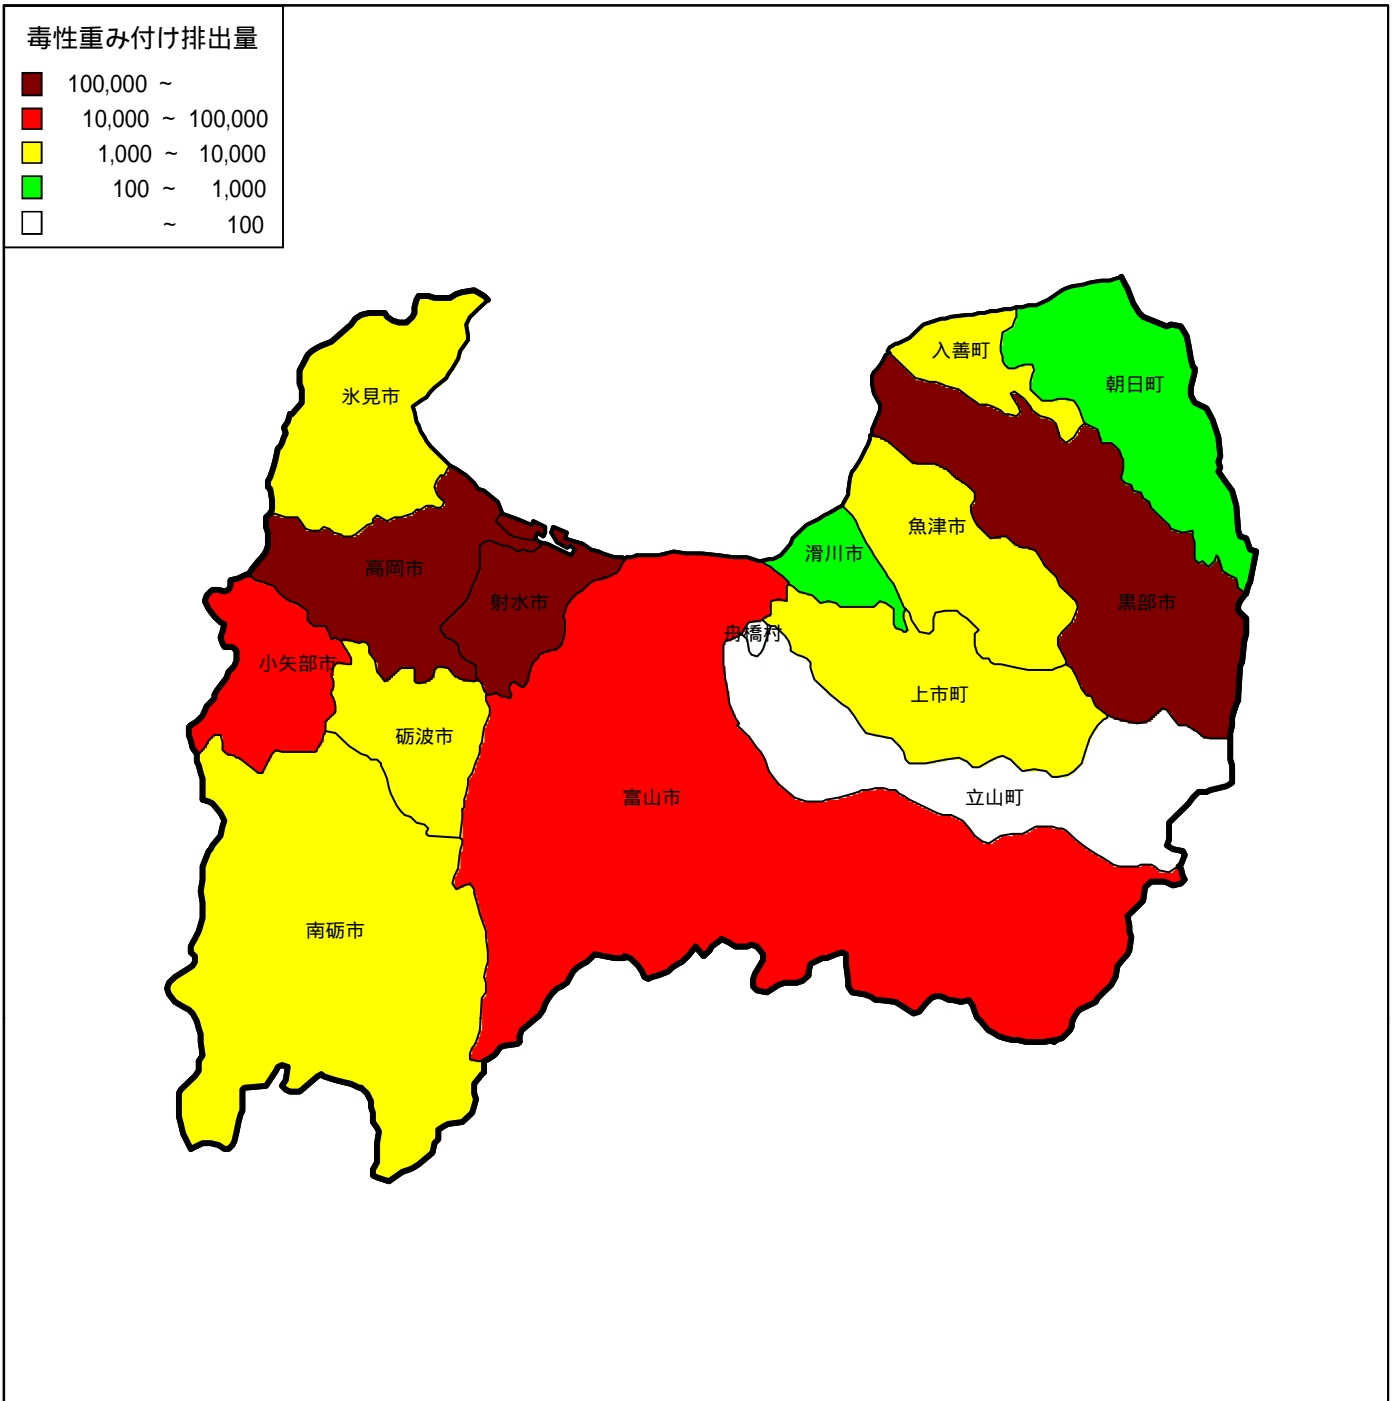 毒性重み付け排出量
100,000 ~
10,000 ~ 100,000
1,000 ~ 10,000
100 ~ 1,000
~ 100
入善町
朝日町
氷見市
魚津市
滑川市
高岡市
射水市
黒部市
舟橋村
小矢部市
上市町
砺波市
富山市
立山町
南砺市